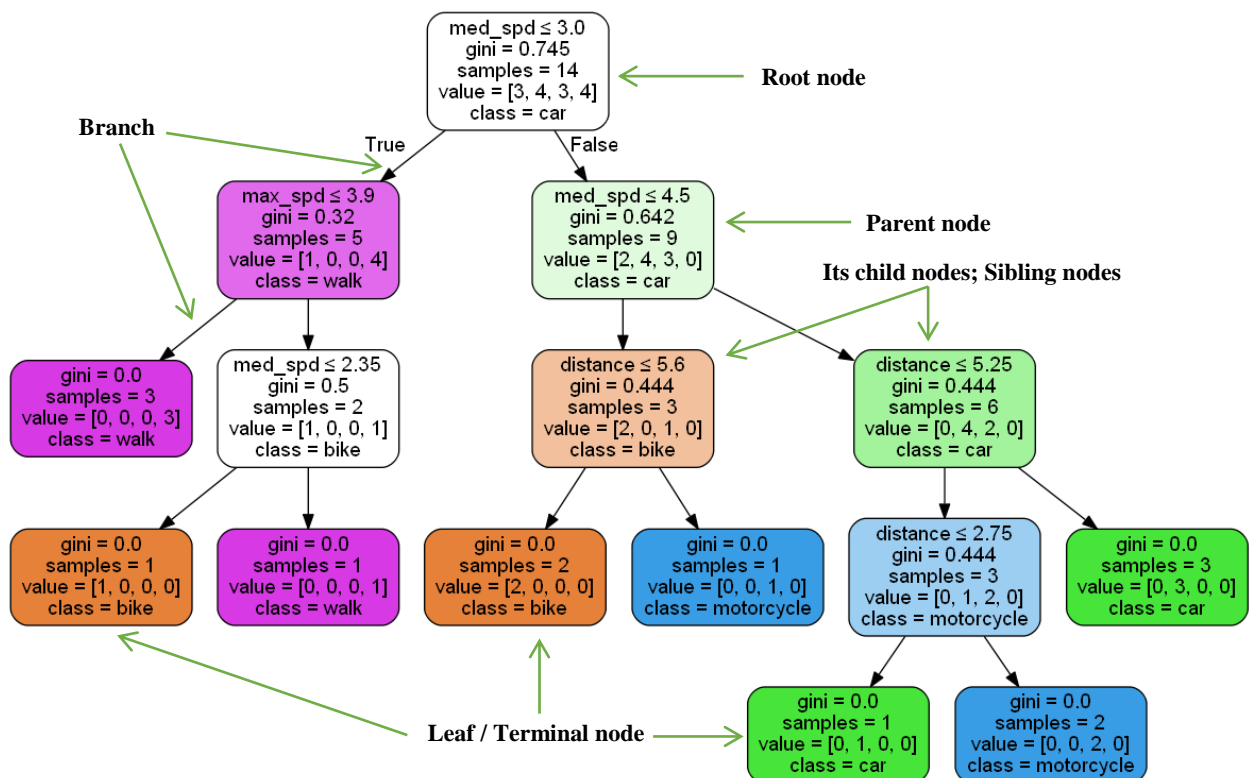 med_spd ≤ 3.0
gini = 0.745
samples = 14
value = [3, 4, 3, 4]
class = car
Root node
Branch
True
False
max_spd ≤ 3.9
gini = 0.32
samples = 5
value = [1, 0, 0, 4]
class = walk
med_spd ≤ 4.5
gini = 0.642
samples = 9
value = [2, 4, 3, 0]
class = car
Parent node
Its child nodes; Sibling nodes
gini = 0.0
samples = 3
value = [0, 0, 0, 3]
class = walk
med_spd ≤ 2.35
gini = 0.5
samples = 2
value = [1, 0, 0, 1]
class = bike
distance ≤ 5.6
gini = 0.444
samples = 3
value = [2, 0, 1, 0]
class = bike
distance ≤ 5.25
gini = 0.444
samples = 6
value = [0, 4, 2, 0]
class = car
gini = 0.0
samples = 1
value = [1, 0, 0, 0]
class = bike
gini = 0.0
samples = 1
value = [0, 0, 0, 1]
class = walk
gini = 0.0
samples = 2
value = [2, 0, 0, 0]
class = bike
gini = 0.0
samples = 1
value = [0, 0, 1, 0]
class = motorcycle
distance ≤ 2.75
gini = 0.444
samples = 3
value = [0, 1, 2, 0]
class = motorcycle
gini = 0.0
samples = 3
value = [0, 3, 0, 0]
class = car
Leaf / Terminal node
gini = 0.0
samples = 1
value = [0, 1, 0, 0]
class = car
gini = 0.0
samples = 2
value = [0, 0, 2, 0]
class = motorcycle